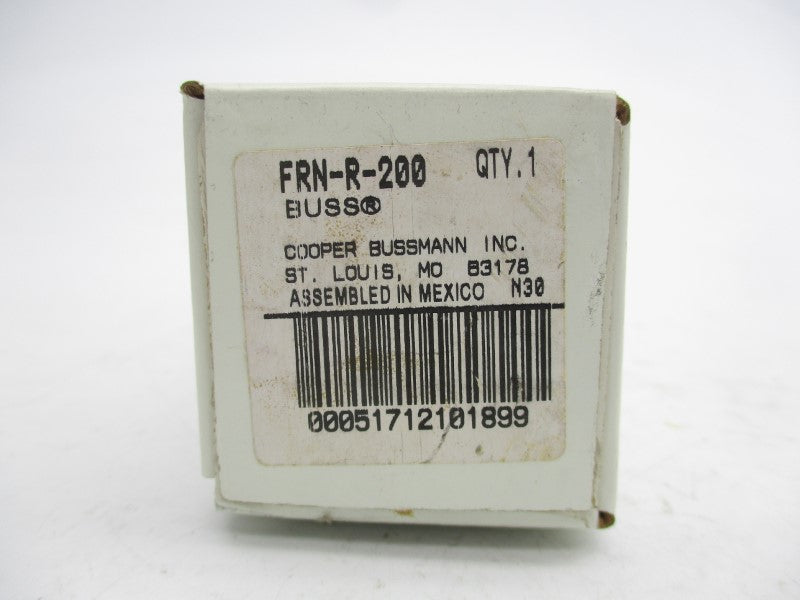 FRN-R-200 QTY.1
BUSS®
COOPER BUSSMANN INC.
ST. LOUIS, MO 63178
ASSEMBLED IN MEXICO N30
00051712101899